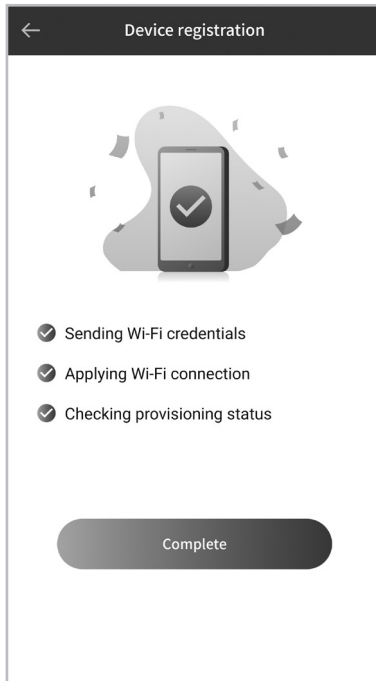 Device registration
Sending Wi-Fi credentials
Applying Wi-Fi connection
Checking provisioning status
Complete